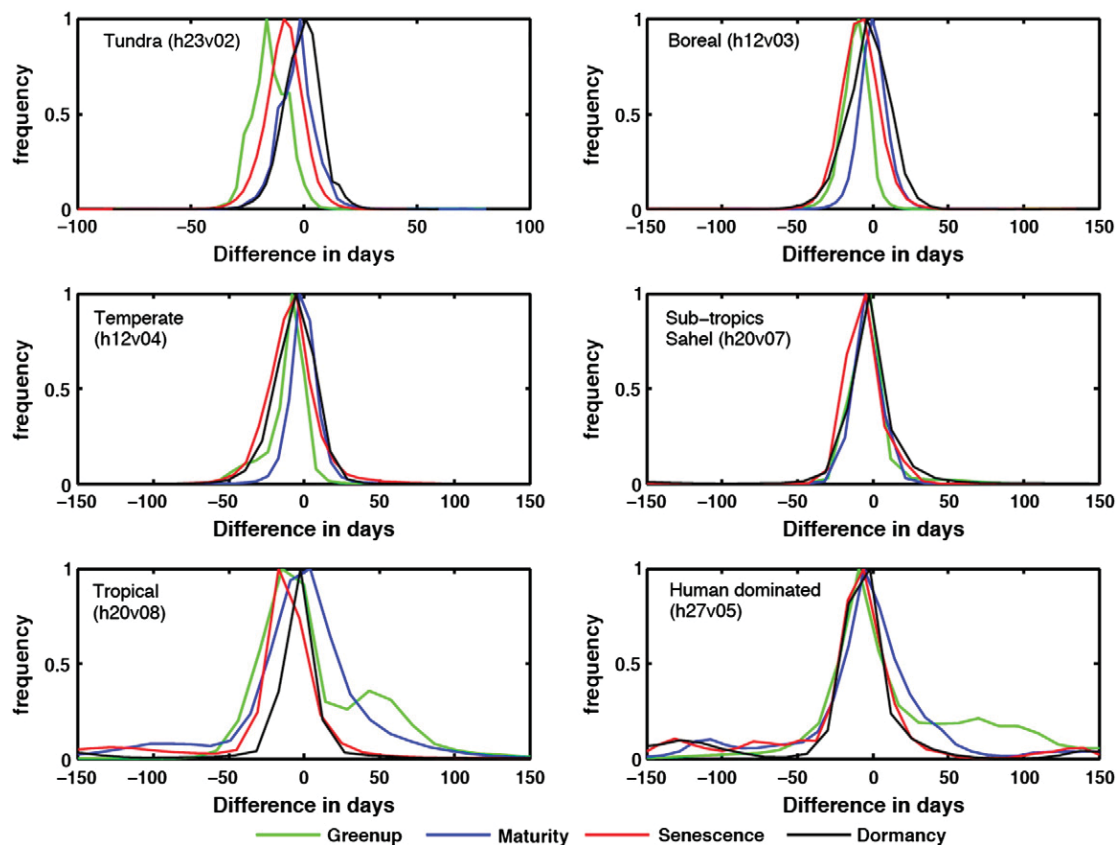 Tundra (h23v02)
frequency
1
0.5
0
−100
−50
0
50
100
Difference in days
Boreal (h12v03)
frequency
1
0.5
0
−150
−100
−50
0
50
100
150
Difference in days
Temperate
(h12v04)
frequency
1
0.5
0
−150
−100
−50
0
50
100
150
Difference in days
Sub-tropics
Sahel (h20v07)
frequency
1
0.5
0
−150
−100
−50
0
50
100
150
Difference in days
Tropical
(h20v08)
frequency
1
0.5
0
−150
−100
−50
0
50
100
150
Difference in days
Human dominated
(h27v05)
frequency
1
0.5
0
−150
−100
−50
0
50
100
150
Difference in days
Greenup Maturity Senescence Dormancy